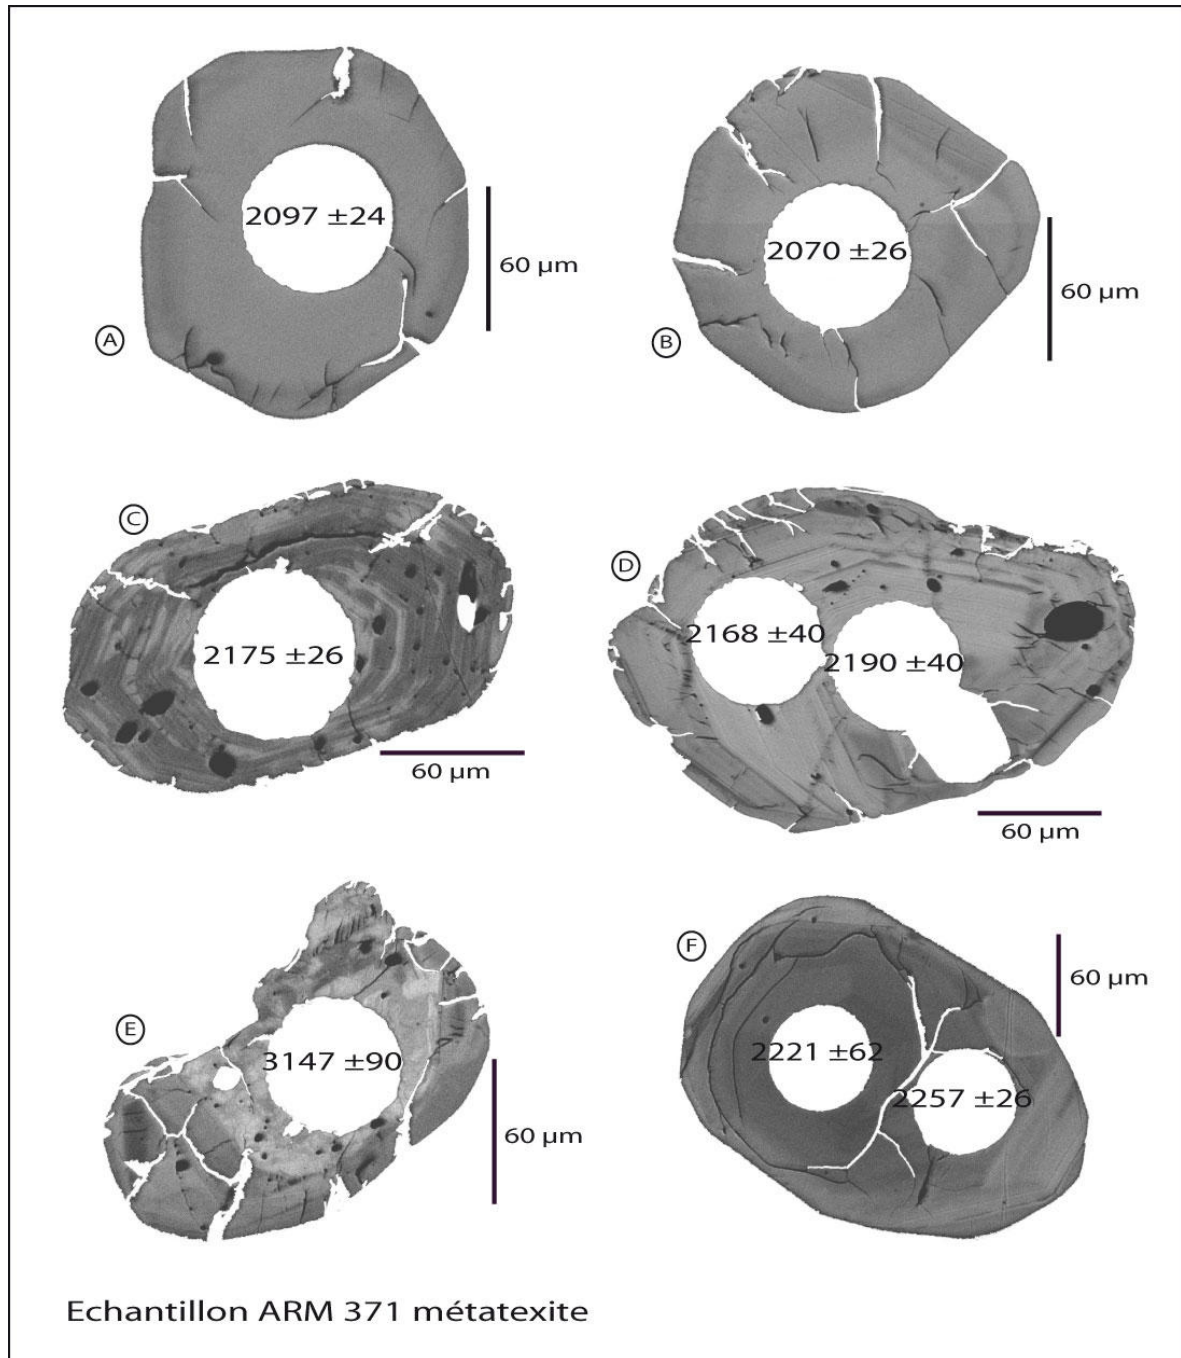 2097 ±24
60 µm
A
2070 ±26
60 µm
B
C
2175 ±26
60 µm
D
2168 ±40
2190 ±40
60 µm
E
3147 ±90
60 µm
F
2221 ±62
2257 ±26
60 µm
Echantillon ARM 371 métatexite